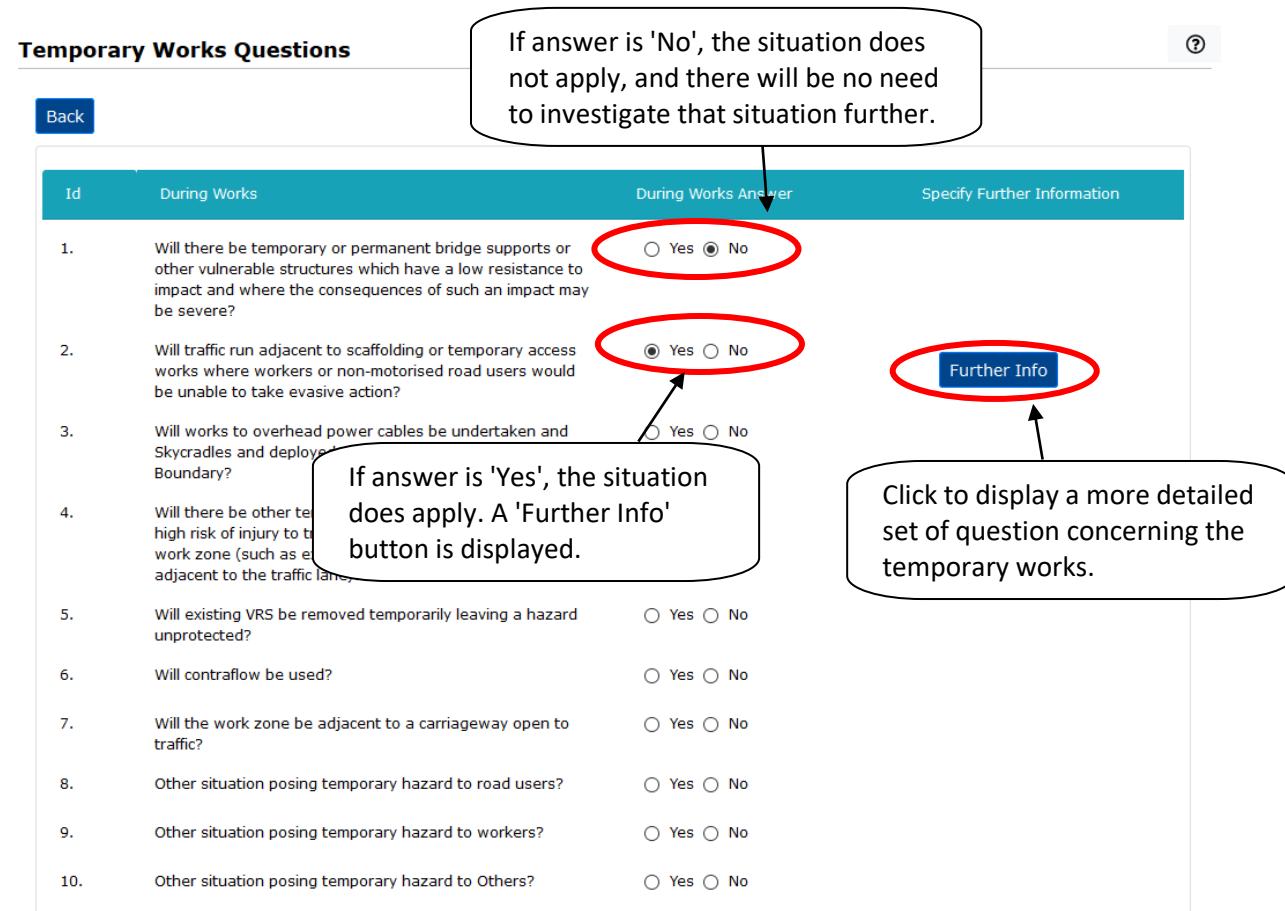 Temporary Works Questions
If answer is 'No', the situation does
not apply, and there will be no need
to investigate that situation further.
Back
Id During Works During Works Answer Specify Further Information
1. Will there be temporary or permanent bridge supports or Yes No
other vulnerable structures which have a low resistance to
impact and where the consequences of such an impact may
be severe?
2. Will traffic run adjacent to scaffolding or temporary access Yes No
works where workers or non-motorised road users would
be unable to take evasive action?
Further Info
3. Will works to overhead power cables be undertaken and Yes No
Skycradles and deployed
Boundary?
4. Will there be other
high risk of injury to
work zone (such as
adjacent to the traffic
If answer is 'Yes', the situation
does apply. A 'Further Info'
button is displayed.
Click to display a more detailed
set of question concerning the
temporary works.
5. Will existing VRS be removed temporarily leaving a hazard Yes No
unprotected?
6. Will contraflow be used? Yes No
7. Will the work zone be adjacent to a carriageway open to Yes No
traffic?
8. Other situation posing temporary hazard to road users? Yes No
9. Other situation posing temporary hazard to workers? Yes No
10. Other situation posing temporary hazard to Others? Yes No